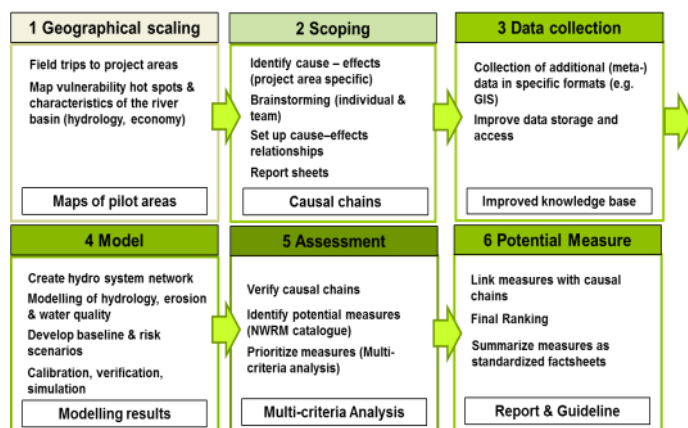 1 Geographical scaling
Field trips to project areas
Map vulnerability hot spots &
characteristics of the river
basin (hydrology, economy)
Maps of pilot areas
2 Scoping
Identify cause – effects
(project area specific)
Brainstorming (individual &
team)
Set up cause–effects
relationships
Report sheets
Causal chains
3 Data collection
Collection of additional (meta-)
data in specific formats (e.g.
GIS)
Improve data storage and
access
Improved knowledge base
4 Model
Create hydro system network
Modelling of hydrology, erosion
& water quality
Develop baseline & risk
scenarios
Calibration, verification,
simulation
Modelling results
5 Assessment
Verify causal chains
Identify potential measures
(NWRM catalogue)
Prioritize measures (Multi-
criteria analysis)
Multi-criteria Analysis
6 Potential Measure
Link measures with causal
chains
Final Ranking
Summarize measures as
standardized factsheets
Report & Guideline